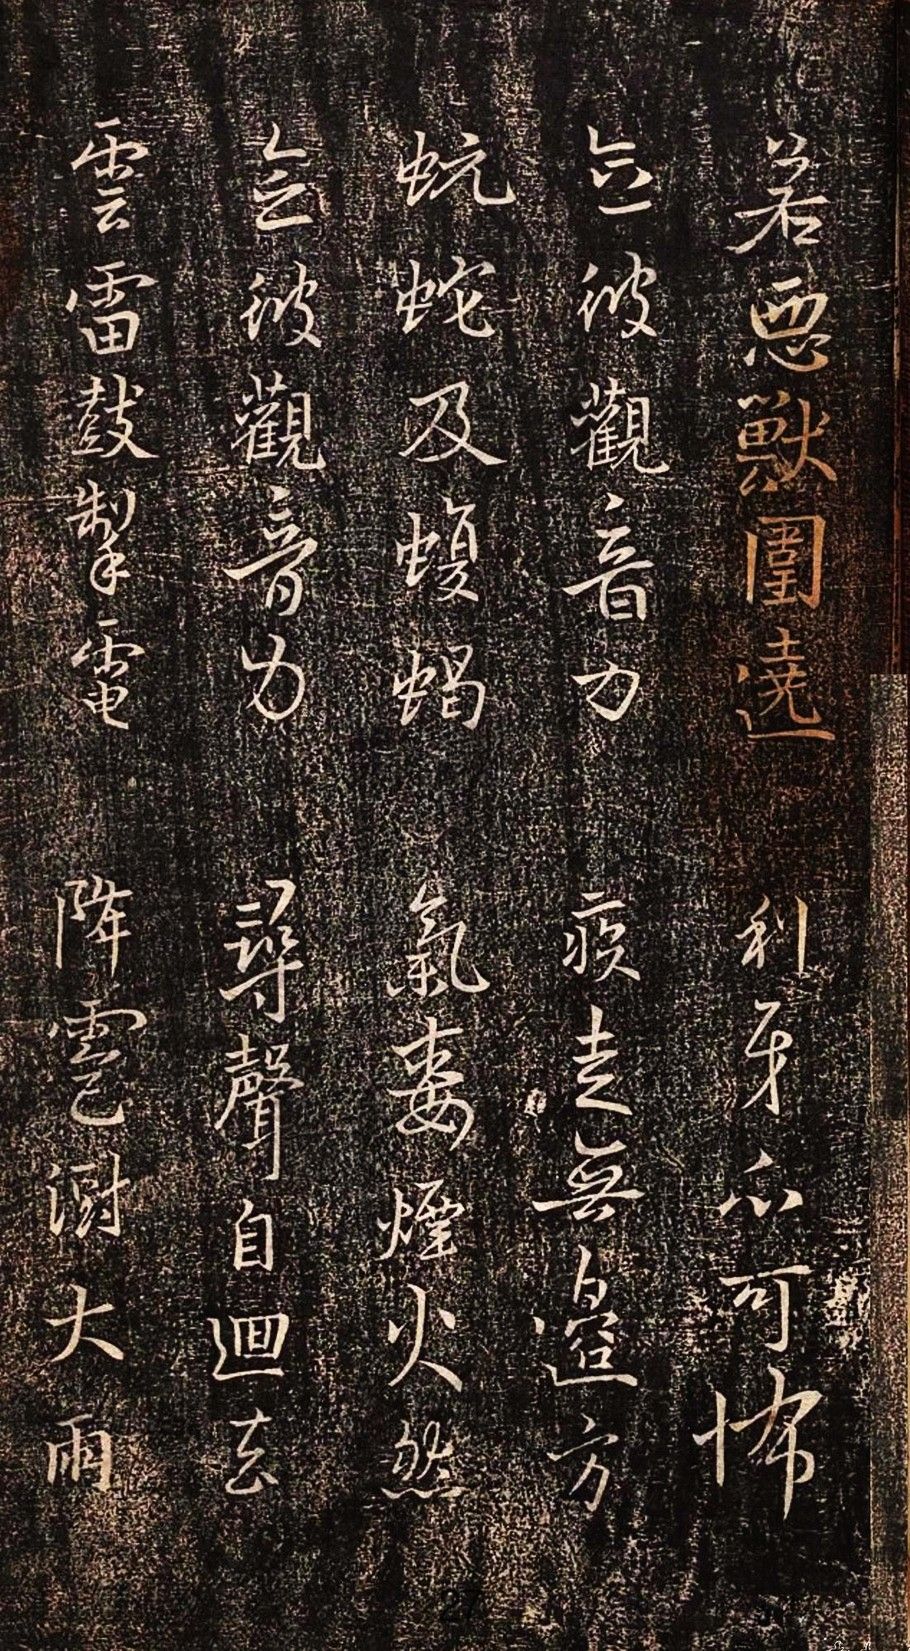 若惡獸圍遶　利牙爪可怖
念彼觀音力　疾走無邊方
蚖蛇及蝮蝎　氣毒煙火然
念彼觀音力　尋聲自迴去
雲雷鼓掣電　降雹澍大雨
27